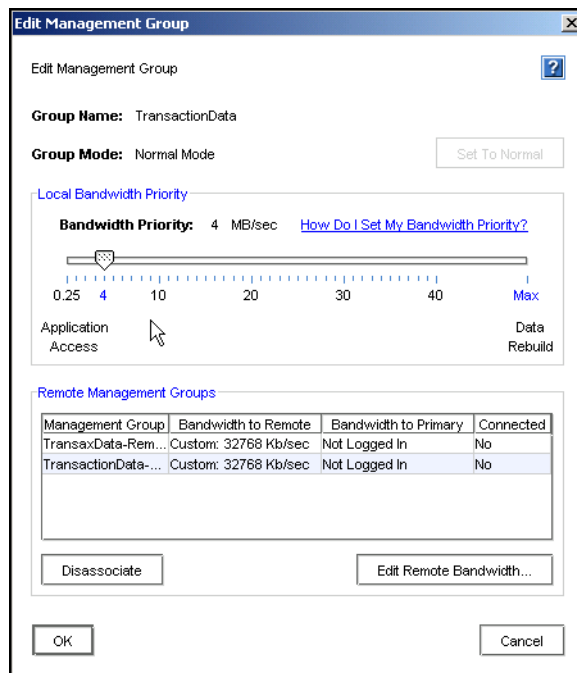 Edit Management Group
Edit Management Group
?
Group Name: TransactionData
Group Mode: Normal Mode
Set To Normal
Local Bandwidth Priority
Bandwidth Priority: 4 MB/sec How Do I Set My Bandwidth Priority?
0.25 4 10 20 30 40 Max
Application Access
Data Rebuild
Remote Management Groups
Management Group Bandwidth to Remote Bandwidth to Primary Connected
TransaxData-Rem... Custom: 32768 Kb/sec Not Logged In No
TransactionData-... Custom: 32768 Kb/sec Not Logged In No
Disassociate Edit Remote Bandwidth...
OK Cancel